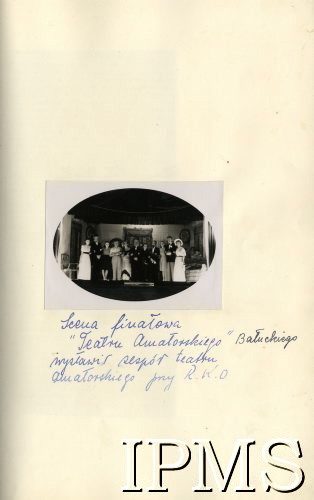 Scena finałowa
"Teatru Amatorskiego" Bałuckiego
wystawił zespół teatru
amatorskiego przy R.K.O
IPMS